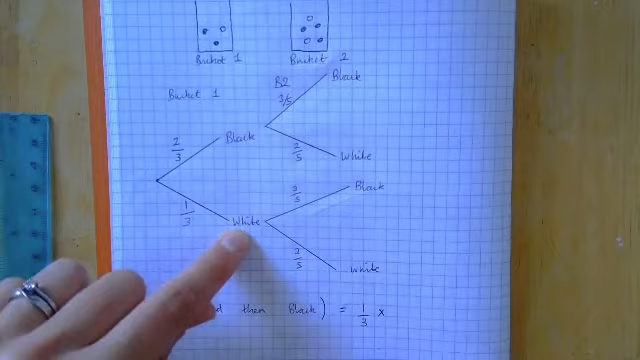 Bucket 1
Bucket 2
B2
Black
Bucket 1
3/5
2/3
Black
2/5
White
3/5
Black
1/3
White
2/5
White
then Black) = 1/3 x